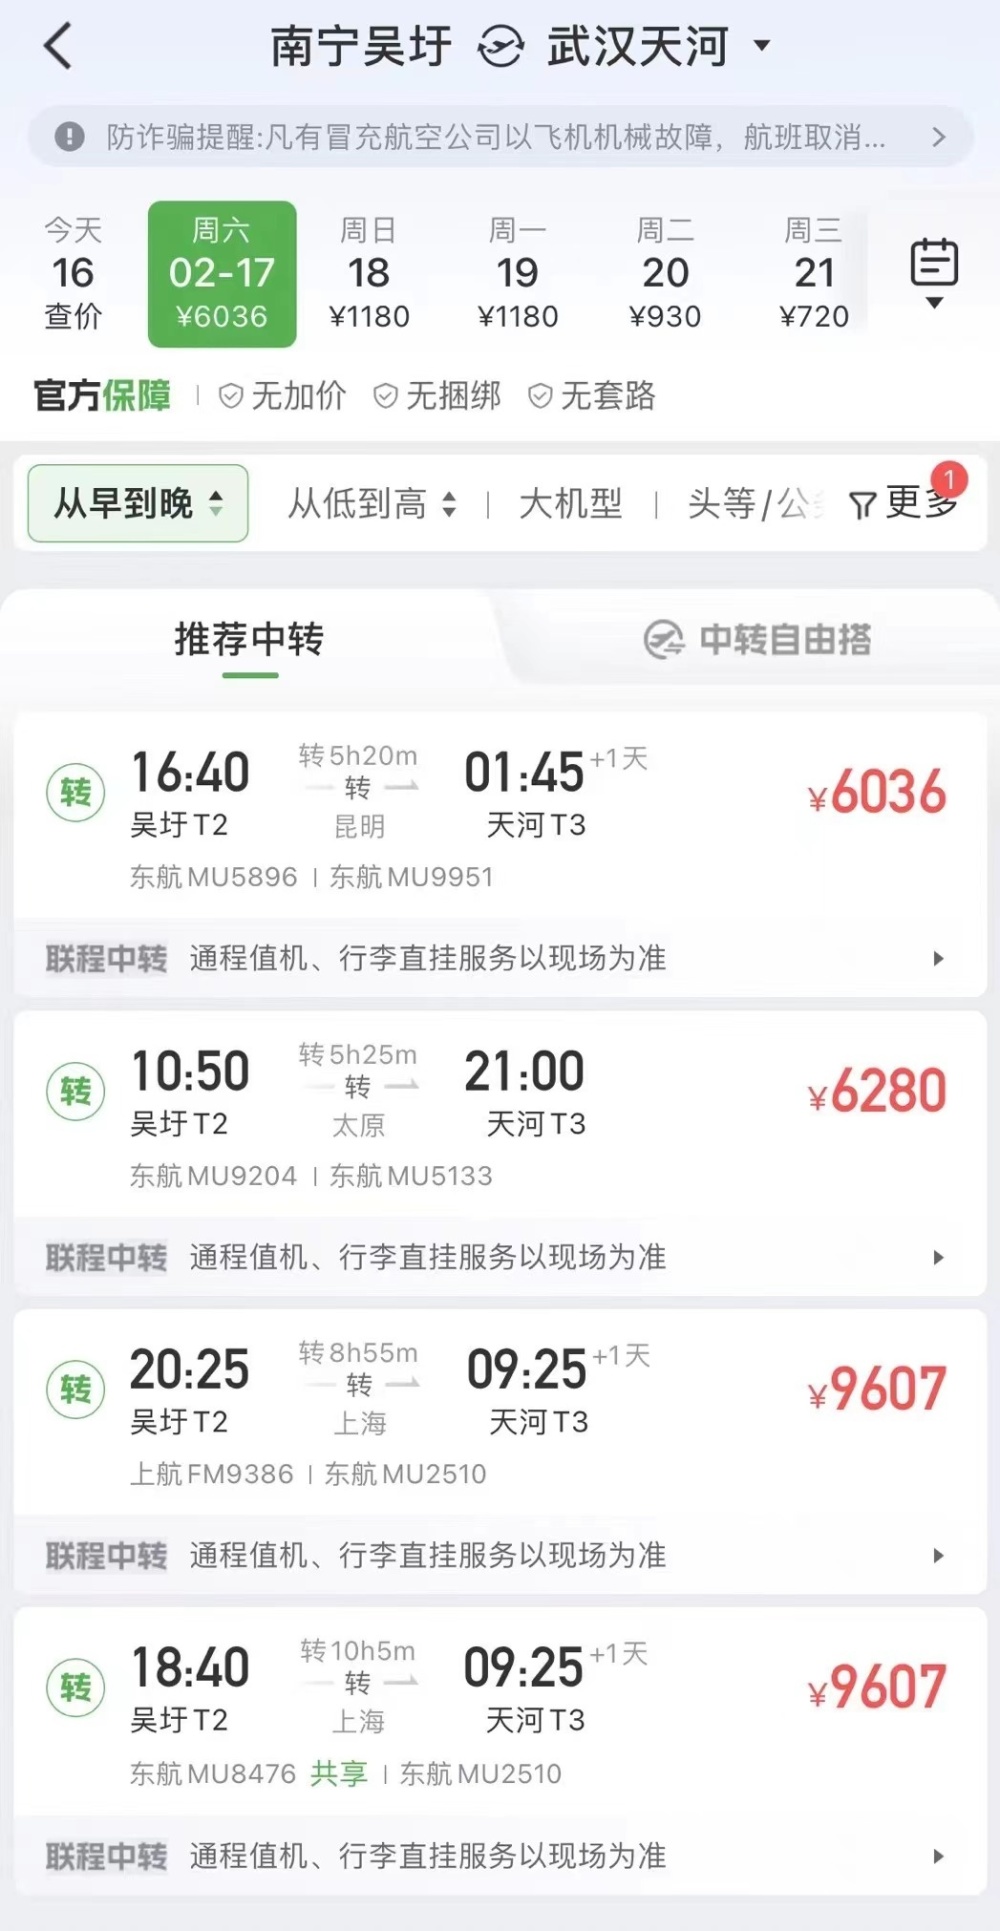 南宁吴圩 武汉天河
防诈骗提醒:凡有冒充航空公司以飞机机械故障，航班取消...
今天 周六 周日 周一 周二 周三
16 02-17 18 19 20 21
查价 ¥6036 ¥1180 ¥1180 ¥930 ¥720
官方保障 无加价 无捆绑 无套路
从早到晚 从低到高 大机型 头等/公 更多 1
推荐中转 中转自由搭
转 16:40 转5h20m 转 01:45 +1天 ¥6036
吴圩T2 昆明 天河T3
东航MU5896 | 东航MU9951
联程中转 通程值机、行李直挂服务以现场为准
转 10:50 转5h25m 转 21:00 ¥6280
吴圩T2 太原 天河T3
东航MU9204 | 东航MU5133
联程中转 通程值机、行李直挂服务以现场为准
转 20:25 转8h55m 转 09:25 +1天 ¥9607
吴圩T2 上海 天河T3
上航FM9386 | 东航MU2510
联程中转 通程值机、行李直挂服务以现场为准
转 18:40 转10h5m 转 09:25 +1天 ¥9607
吴圩T2 上海 天河T3
东航MU8476 共享 | 东航MU2510
联程中转 通程值机、行李直挂服务以现场为准